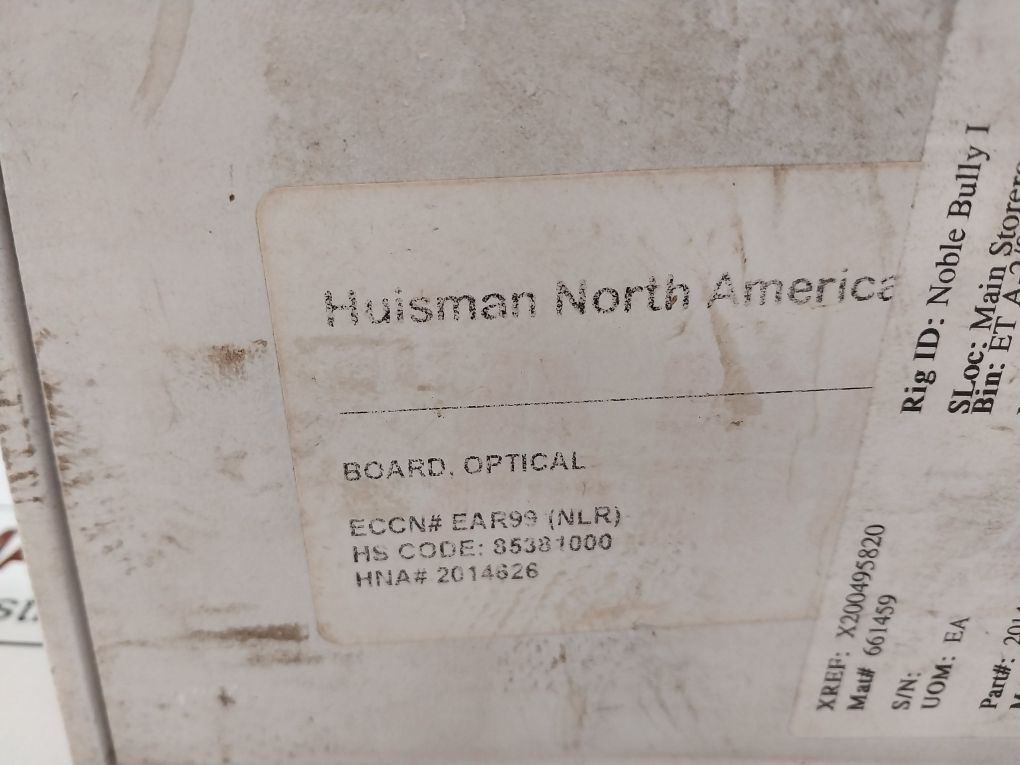 Huisman North America
BOARD, OPTICAL
ECCN# EAR99 (NLR)
HS CODE: 85381000
HNA# 2014626
Rig ID: Noble Bully I
SLoc: Main
Bin: ET
XREF: X200495820
Mat# 661459
S/N:
UOM: EA
Part#: